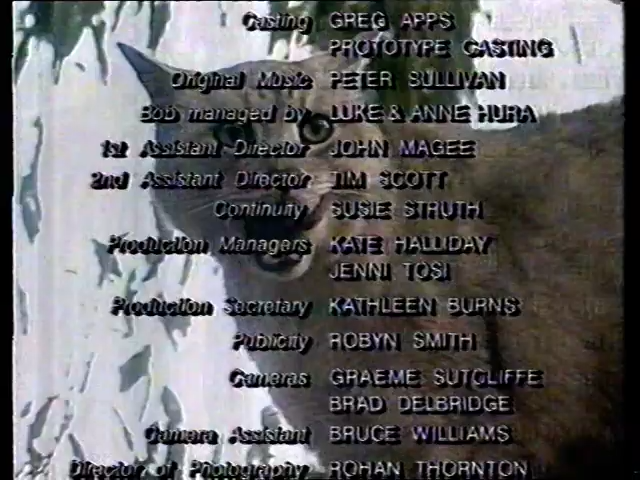 Casting GREG APPS
PROTOTYPE CASTING
Original Music PETER SULLIVAN
Bob managed by LUKE & ANNE HURA
1st Assistant Director JOHN MAGEE
2nd Assistant Director TIM SCOTT
Continuity SUSIE STRUTH
Production Managers KATE HALLIDAY
JENNI TOSI
Production Secretary KATHLEEN BURNS
Publicity ROBYN SMITH
Cameras GRAEME SUTCLIFFE
BRAD DELBRIDGE
Camera Assistant BRUCE WILLIAMS
Director of Photography ROHAN THORNTON